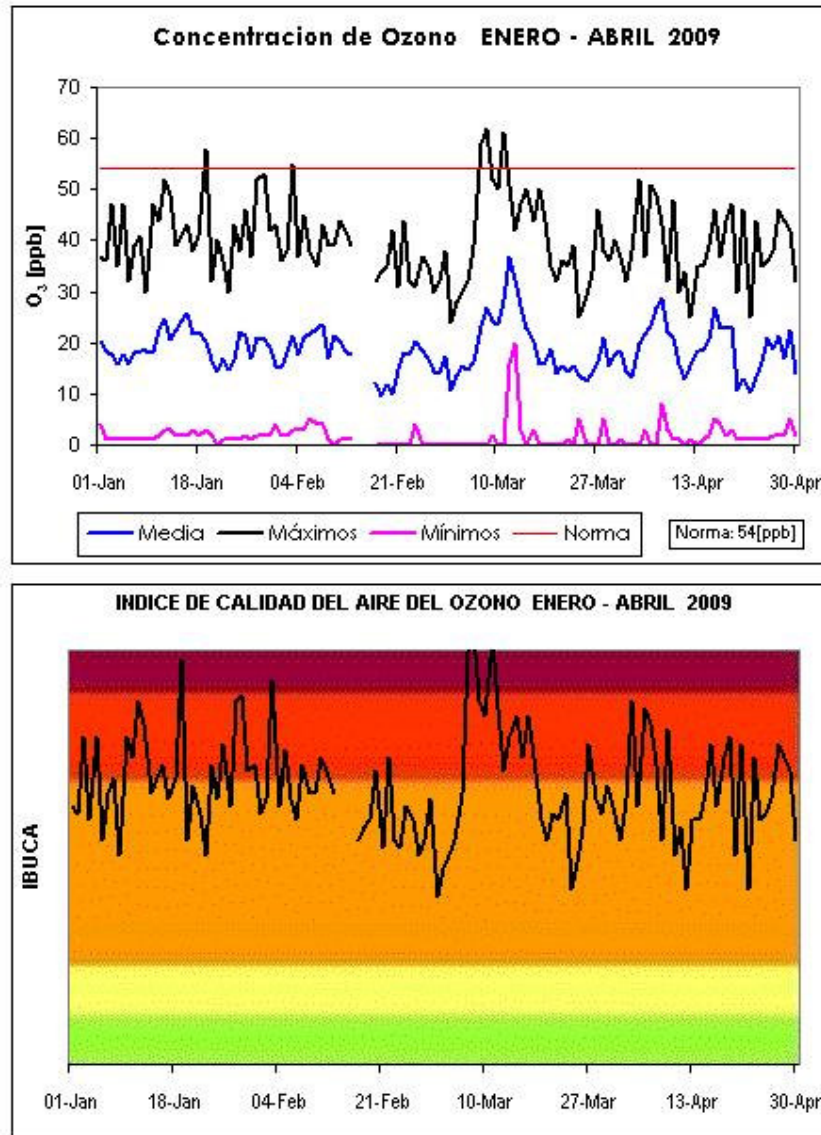 Concentracion de Ozono ENERO - ABRIL 2009
70
60
50
40
30
20
10
0
O3 [ppb]
01-Jan 18-Jan 04-Feb 21-Feb 10-Mar 27-Mar 13-Apr 30-Apr
Media Máximos Mínimos Norma
Norma: 54[ppb]
INDICE DE CALIDAD DEL AIRE DEL OZONO ENERO - ABRIL 2009
IBUCA
01-Jan 18-Jan 04-Feb 21-Feb 10-Mar 27-Mar 13-Apr 30-Apr